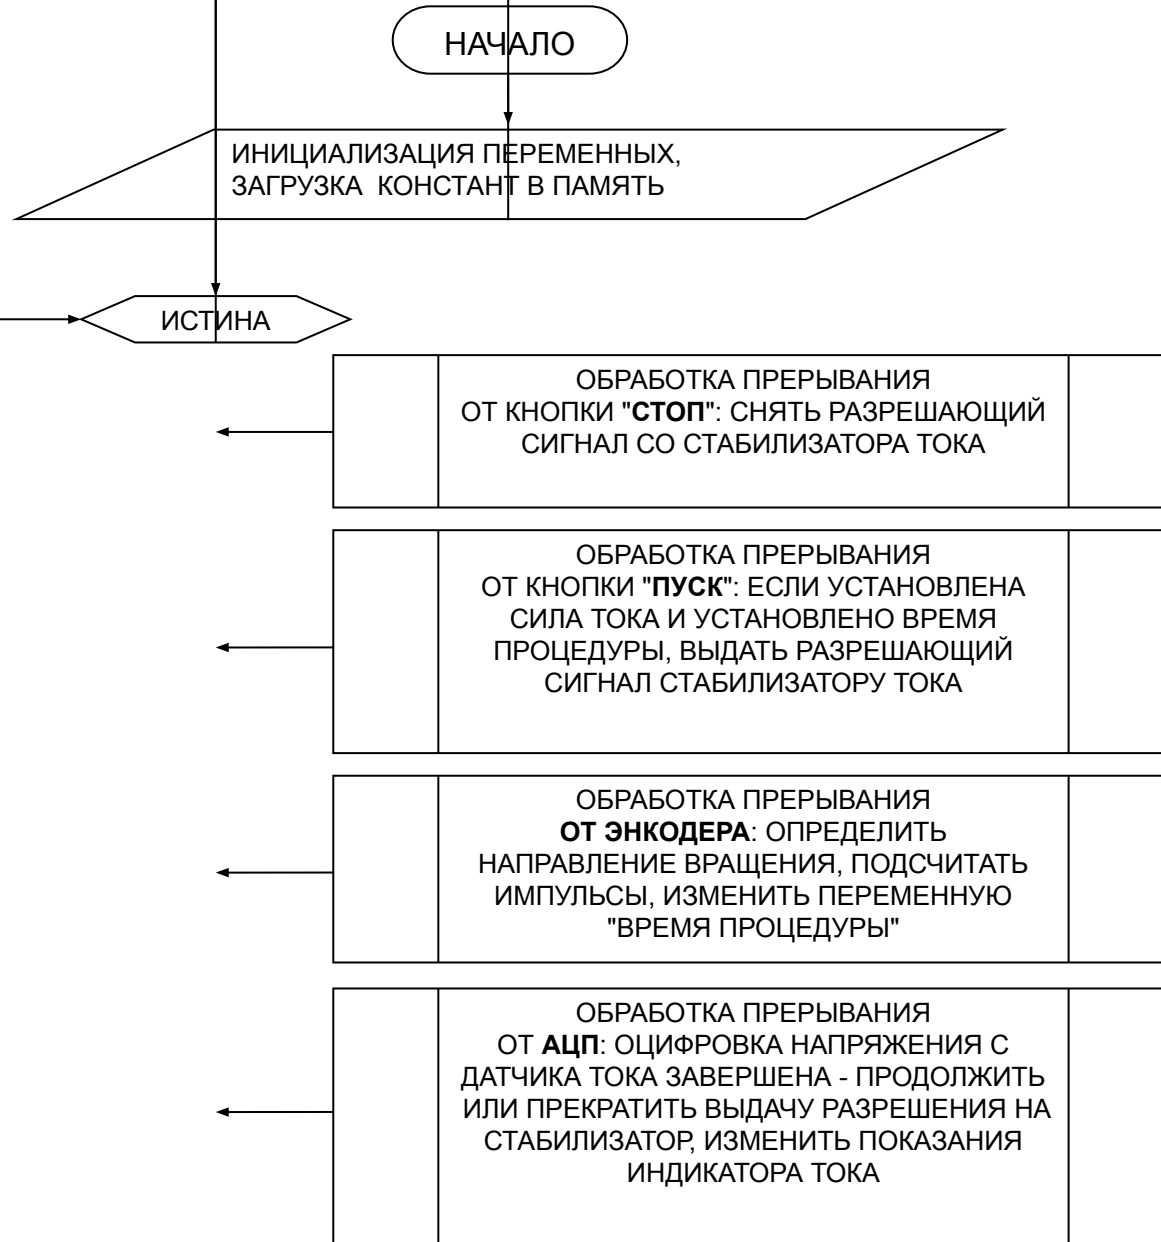 НАЧАЛО
ИНИЦИАЛИЗАЦИЯ ПЕРЕМЕННЫХ,
ЗАГРУЗКА КОНСТАНТ В ПАМЯТЬ
ИСТИНА
ОБРАБОТКА ПРЕРЫВАНИЯ
ОТ КНОПКИ "СТОП": СНЯТЬ РАЗРЕШАЮЩИЙ
СИГНАЛ СО СТАБИЛИЗАТОРА ТОКА
ОБРАБОТКА ПРЕРЫВАНИЯ
ОТ КНОПКИ "ПУСК": ЕСЛИ УСТАНОВЛЕНА
СИЛА ТОКА И УСТАНОВЛЕНО ВРЕМЯ
ПРОЦЕДУРЫ, ВЫДАТЬ РАЗРЕШАЮЩИЙ
СИГНАЛ СТАБИЛИЗАТОРУ ТОКА
ОБРАБОТКА ПРЕРЫВАНИЯ
ОТ ЭНКОДЕРА: ОПРЕДЕЛИТЬ
НАПРАВЛЕНИЕ ВРАЩЕНИЯ, ПОДСЧИТАТЬ
ИМПУЛЬСЫ, ИЗМЕНИТЬ ПЕРЕМЕННУЮ
"ВРЕМЯ ПРОЦЕДУРЫ"
ОБРАБОТКА ПРЕРЫВАНИЯ
ОТ АЦП: ОЦИФРОВКА НАПРЯЖЕНИЯ С
ДАТЧИКА ТОКА ЗАВЕРШЕНА - ПРОДОЛЖИТЬ
ИЛИ ПРЕКРАТИТЬ ВЫДАЧУ РАЗРЕШЕНИЯ НА
СТАБИЛИЗАТОР, ИЗМЕНИТЬ ПОКАЗАНИЯ
ИНДИКАТОРА ТОКА